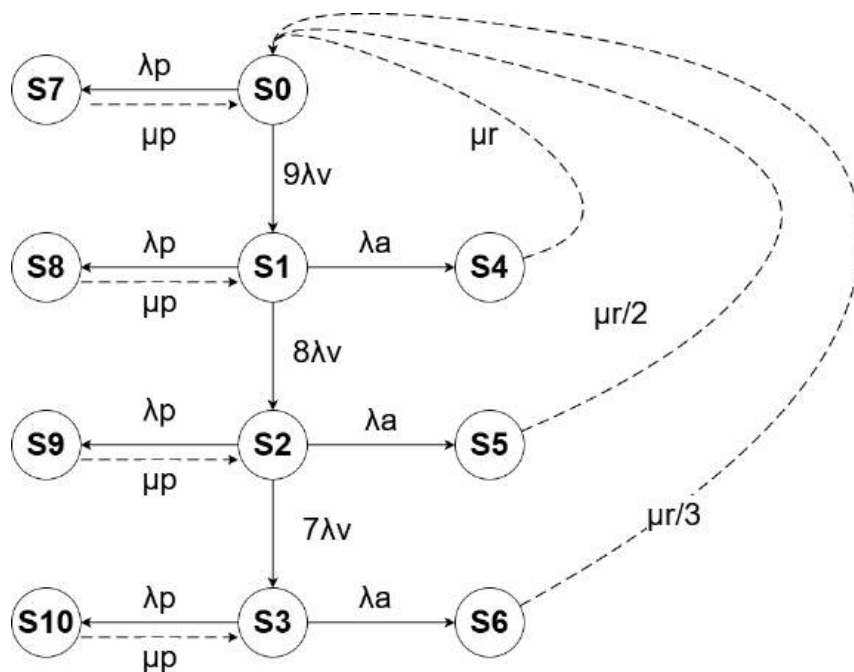 λp
S7 S0
μp μr
9λv
λp λa
S8 S1 S4
μp
μr/2
8λv
λp λa
S9 S2 S5
μp
μr/3
7λv
λp λa
S10 S3 S6
μp